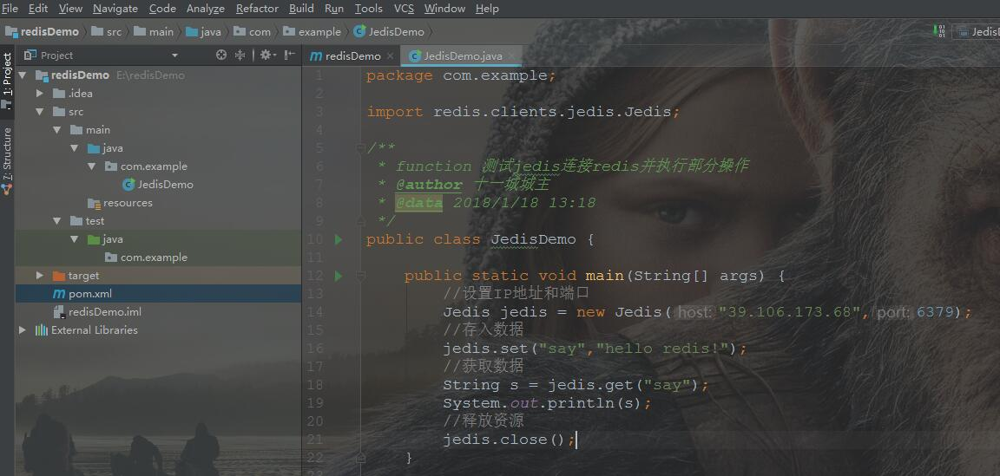 File Edit View Navigate Code Analyze Refactor Build Run Tools VCS Window Help
redisDemo src main java com example JedisDemo
JedisD
1: Project
7: Structure
Project
redisDemo E:\redisDemo
.idea
src
main
java
com.example
JedisDemo
resources
test
java
com.example
target
pom.xml
redisDemo.iml
External Libraries
redisDemo JedisDemo.java
1 package com.example;
2
3 import redis.clients.jedis.Jedis;
4
5 /**
6 * function 测试jedis连接redis并执行部分操作
7 * @author 十一城城主
8 * @data 2018/1/18 13:18
9 */
10 public class JedisDemo {
11
12 public static void main(String[] args) {
13 //设置IP地址和端口
14 Jedis jedis = new Jedis( host: "39.106.173.68", port: 6379);
15 //存入数据
16 jedis.set("say","hello redis!");
17 //获取数据
18 String s = jedis.get("say");
19 System.out.println(s);
20 //释放资源
21 jedis.close();
22 }